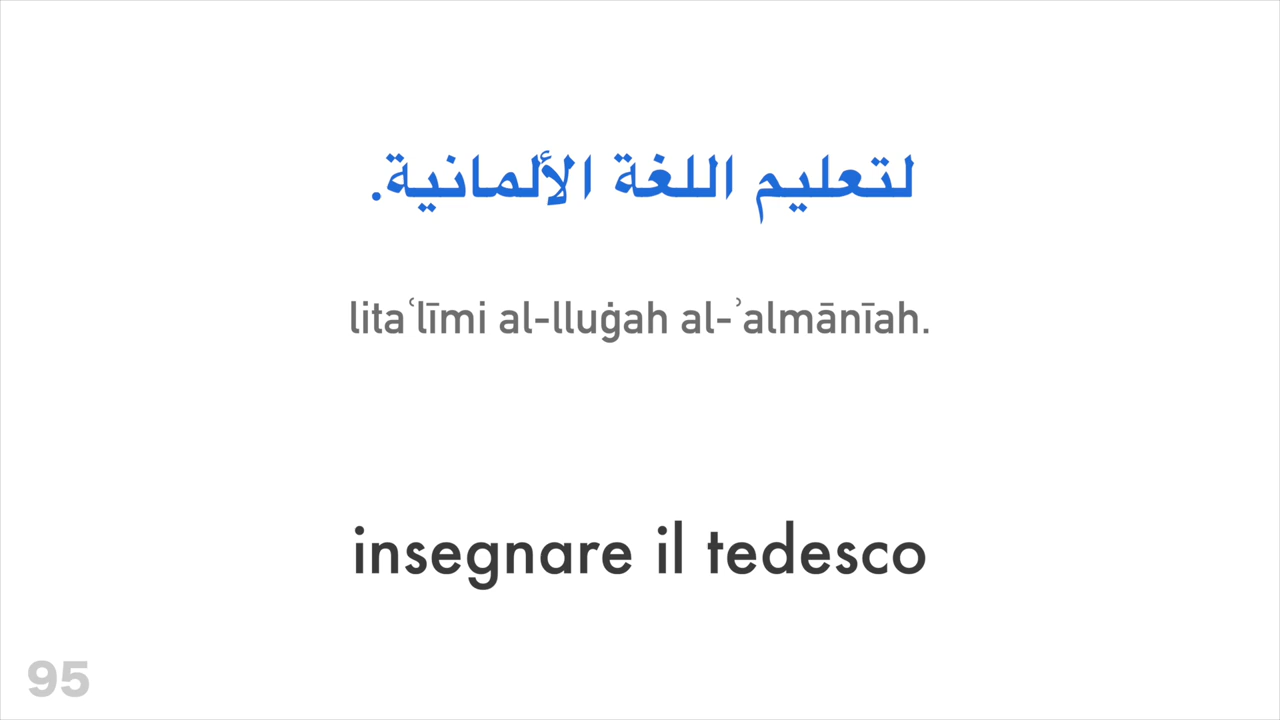 لتعليم اللغة الألمانية.
litaʿlīmi al-lluġah al-ʾalmānīah.
insegnare il tedesco
95